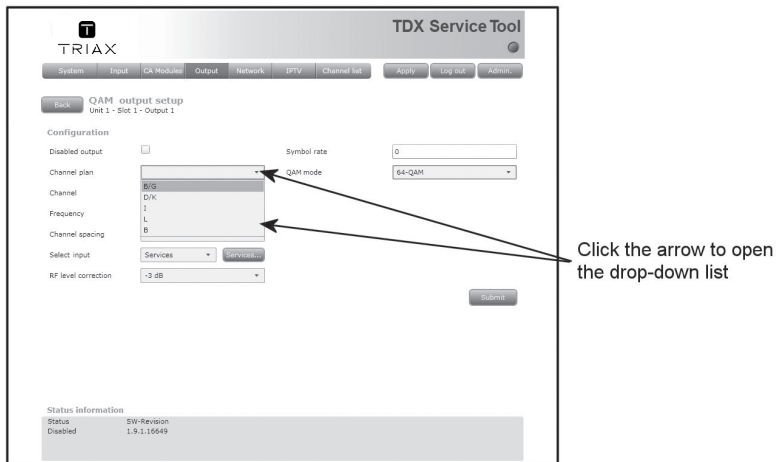 TRIAX
TDX Service Tool
System Input CA Modules Output Network IPTV Channel list Apply Log out Admin.
Back QAM output setup
Unit 1 - Slot 1 - Output 1
Configuration
Disabled output Symbol rate 0
Channel plan QAM mode 64-QAM
B/G
Channel D/K
I
Frequency L
Channel spacing B
Select input Services Services...
RF level correction -3 dB
Submit
Click the arrow to open
the drop-down list
Status information
Status SW-Revision
Disabled 1.9.1.16649